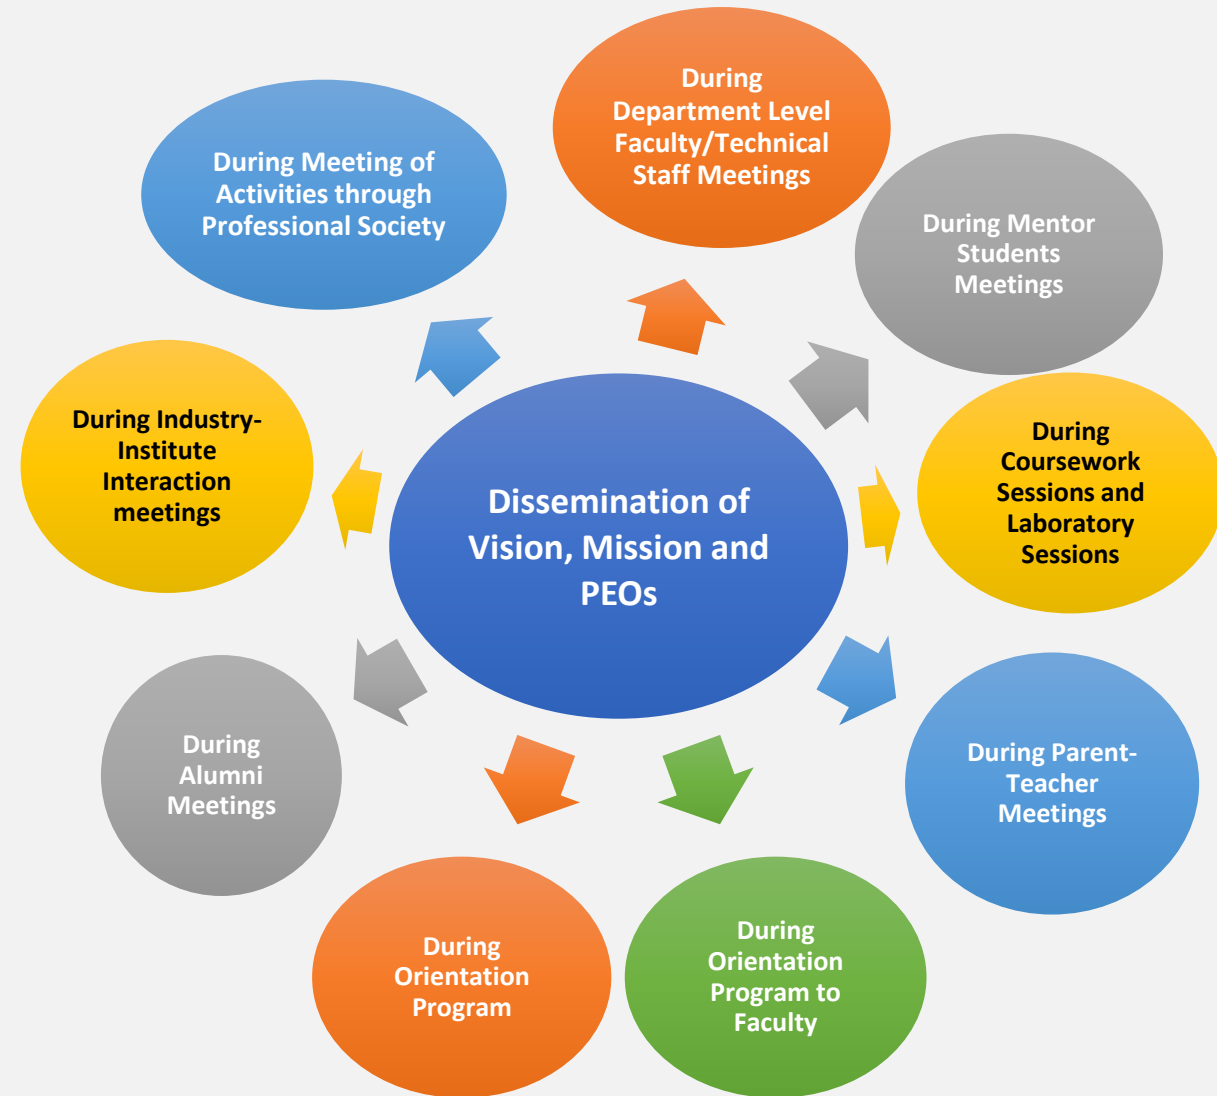 During
Department Level
Faculty/Technical
Staff Meetings
During Meeting of
Activities through
Professional Society
During Mentor
Students
Meetings
During Industry-
Institute
Interaction
meetings
During
Coursework
Sessions and
Laboratory
Sessions
Dissemination of
Vision, Mission and
PEOs
During
Alumni
Meetings
During Parent-
Teacher
Meetings
During
Orientation
Program
During
Orientation
Program to
Faculty